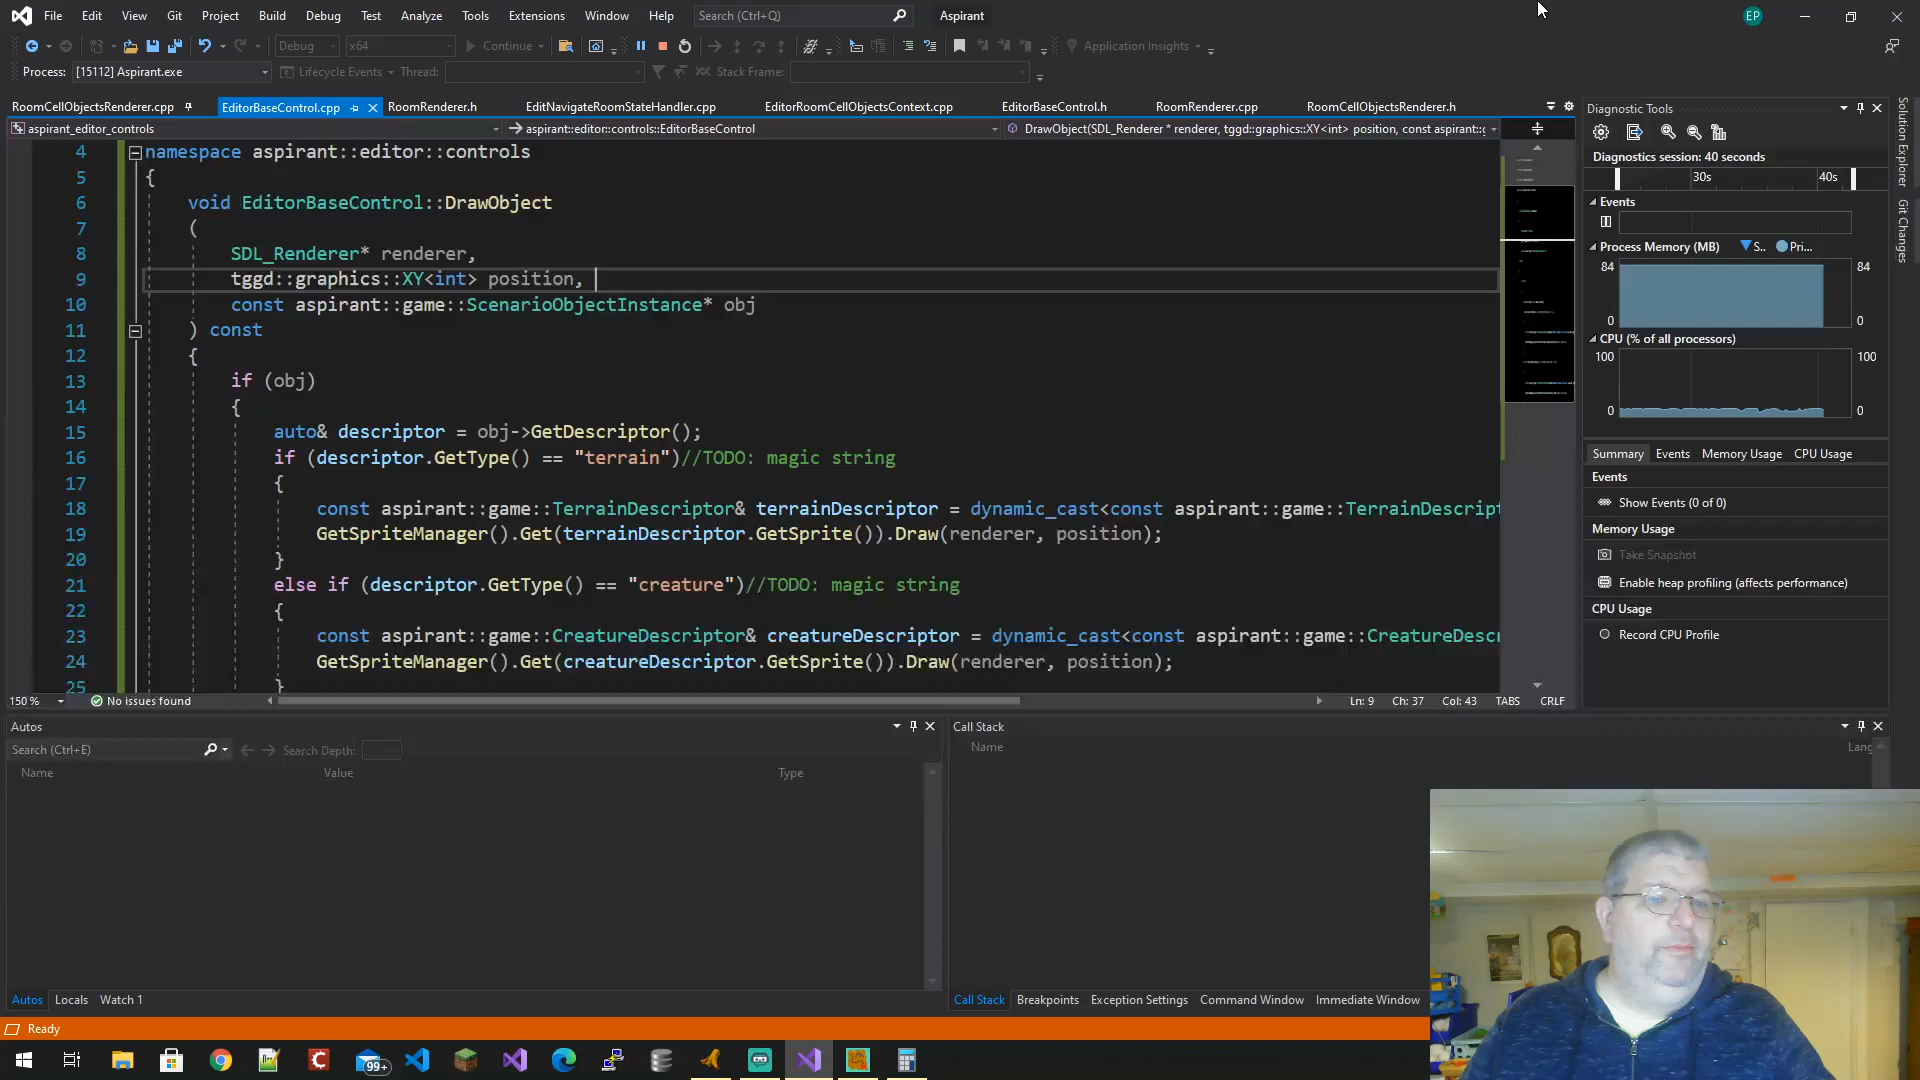 File Edit View Git Project Build Debug Test Analyze Tools Extensions Window Help Search (Ctrl+Q) Aspirant EP
Debug x64 Continue Application Insights
Process: [15112] Aspirant.exe Lifecycle Events Thread: Stack Frame:
RoomCellObjectsRenderer.cpp EditorBaseControl.cpp RoomRenderer.h EditNavigateRoomStateHandler.cpp EditorRoomCellObjectsContext.cpp EditorBaseControl.h RoomRenderer.cpp RoomCellObjectsRenderer.h
aspirant_editor_controls aspirant::editor::controls::EditorBaseControl DrawObject(SDL_Renderer * renderer, tggd::graphics::XY<int> position, const aspirant::g
4 namespace aspirant::editor::controls
5 {
6 void EditorBaseControl::DrawObject
7 (
8 SDL_Renderer* renderer,
9 tggd::graphics::XY<int> position,
10 const aspirant::game::ScenarioObjectInstance* obj
11 ) const
12 {
13 if (obj)
14 {
15 auto& descriptor = obj->GetDescriptor();
16 if (descriptor.GetType() == "terrain")//TODO: magic string
17 {
18 const aspirant::game::TerrainDescriptor& terrainDescriptor = dynamic_cast<const aspirant::game::TerrainDescript
19 GetSpriteManager().Get(terrainDescriptor.GetSprite()).Draw(renderer, position);
20 }
21 else if (descriptor.GetType() == "creature")//TODO: magic string
22 {
23 const aspirant::game::CreatureDescriptor& creatureDescriptor = dynamic_cast<const aspirant::game::CreatureDescr
24 GetSpriteManager().Get(creatureDescriptor.GetSprite()).Draw(renderer, position);
25 }
150 % No issues found Ln: 9 Ch: 37 Col: 43 TABS CRLF
Diagnostic Tools
Diagnostics session: 40 seconds
30s 40s
Events
Process Memory (MB) S.. Pri...
84 84
0 0
CPU (% of all processors)
100 100
0 0
Summary Events Memory Usage CPU Usage
Events
Show Events (0 of 0)
Memory Usage
Take Snapshot
Enable heap profiling (affects performance)
CPU Usage
Record CPU Profile
Solution Explorer
Git Changes
Autos
Search (Ctrl+E) Search Depth:
Name Value Type
Autos Locals Watch 1
Call Stack
Name Lang
Call Stack Breakpoints Exception Settings Command Window Immediate Window
Ready
99+